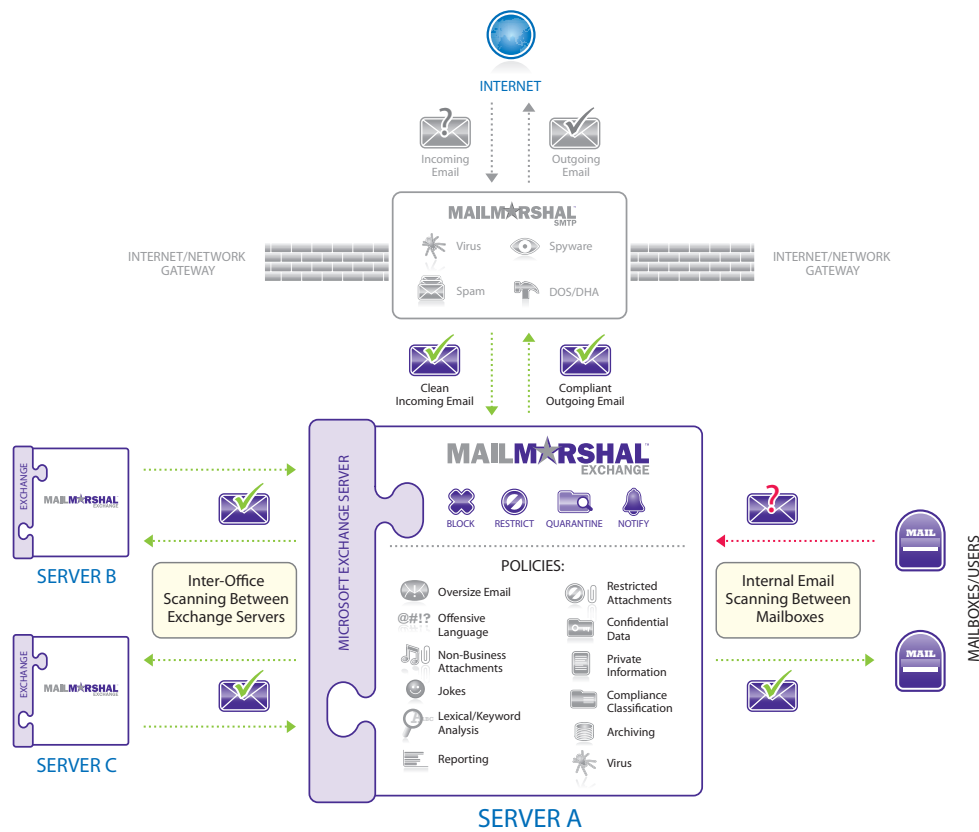 INTERNET
Incoming
Email
Outgoing
Email
MAILMARSHAL™
SMTP
Virus
Spyware
Spam
DOS/DHA
INTERNET/NETWORK
GATEWAY
INTERNET/NETWORK
GATEWAY
Clean
Incoming Email
Compliant
Outgoing Email
EXCHANGE
MAILMARSHAL
EXCHANGE
SERVER B
Inter-Office
Scanning Between
Exchange Servers
EXCHANGE
MAILMARSHAL
EXCHANGE
SERVER C
MICROSOFT EXCHANGE SERVER
MAILMARSHAL™
EXCHANGE
BLOCK
RESTRICT
QUARANTINE
NOTIFY
POLICIES:
Oversize Email
@#!?
Offensive
Language
Non-Business
Attachments
Jokes
A
ABC
Lexical/Keyword
Analysis
Reporting
Restricted
Attachments
Confidential
Data
Private
Information
Compliance
Classification
Archiving
Virus
SERVER A
Internal Email
Scanning Between
Mailboxes
MAIL
MAIL
MAILBOXES/USERS